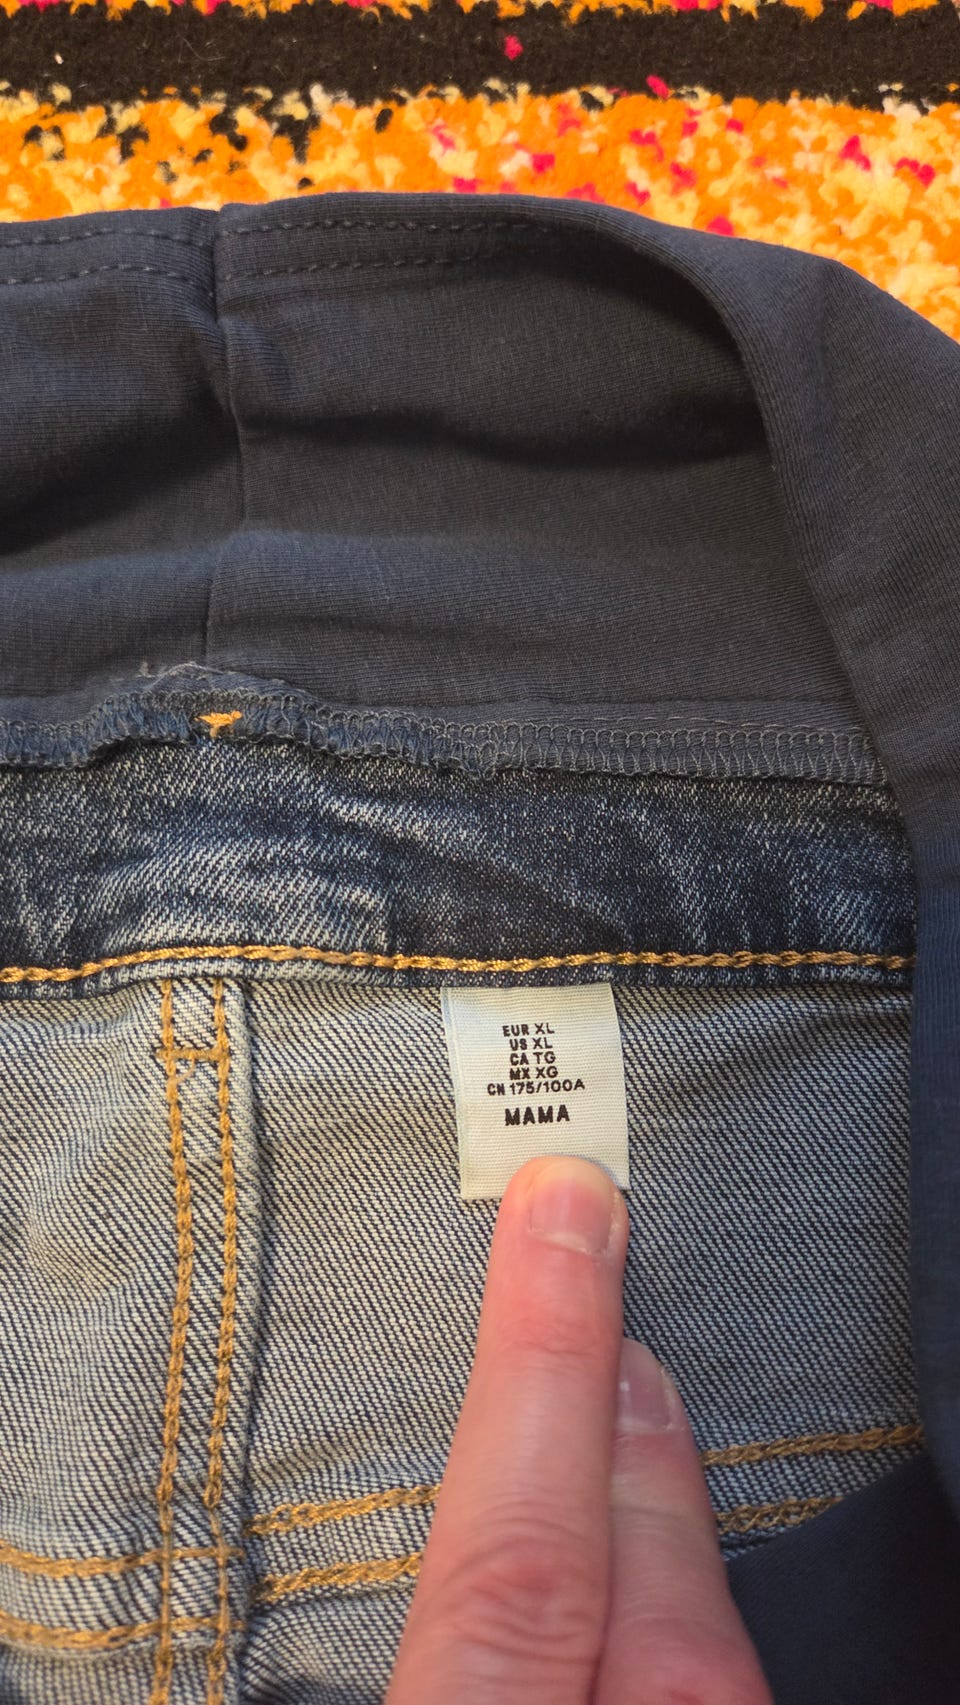 EUR XL
US XL
CA TG
MX XG
CN 175/100A
MAMA